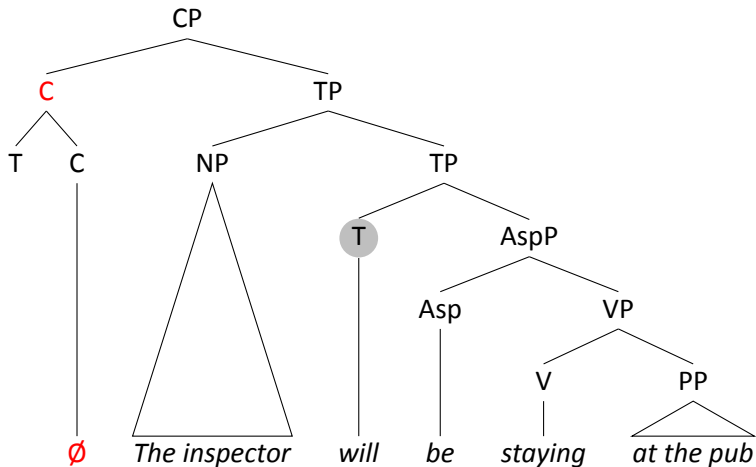 CP
C TP
T C NP TP
T AspP
Asp VP
V PP
Ø The inspector will be staying at the pub